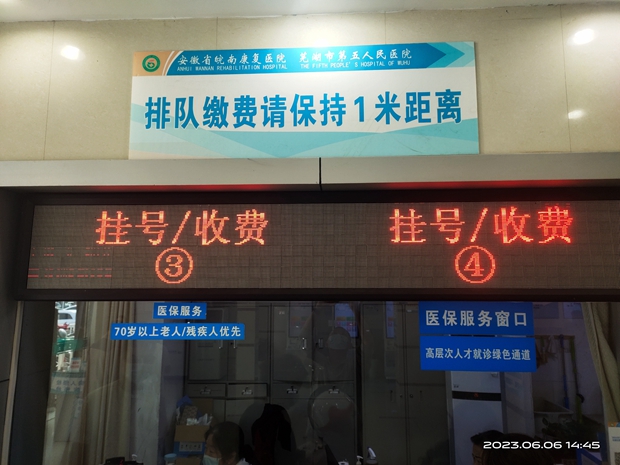 安徽省皖南康复医院 芜湖市第五人民医院
ANHUI WANNAN REHABILITATION HOSPITAL THE FIFTH PEOPLE'S HOSPITAL OF WUHU
排队缴费请保持1米距离
挂号/收费 挂号/收费
③ ④
医保服务
70岁以上老人/残疾人优先
医保服务窗口
高层次人才就诊绿色通道
2023.06.06 14:45